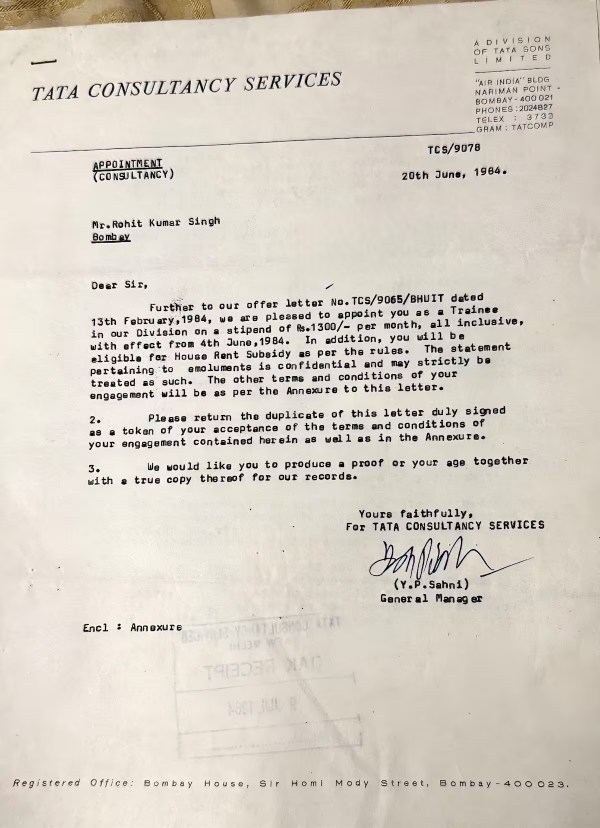 TATA CONSULTANCY SERVICES
A DIVISION
OF TATA SONS
LIMITED
"AIR INDIA" BLDG
NARIMAN POINT -
BOMBAY-400 021
PHONES: 2024827
TELEX : 3733
GRAM : TATCOMP
TCS/9078
APPOINTMENT
(CONSULTANCY)
20th June, 1984.
Mr.Rohit Kumar Singh
Bombay
Dear Sir,
Further to our offer letter No.TCS/9065/BHUIT dated
13th February,1984, we are pleased to appoint you as a Trainee
in our Division on a stipend of Rs.1300/- per month, all inclusive,
with effect from 4th June,1984. In addition, you will be
eligible for House Rent Subsidy as per the rules. The statement
pertaining to emoluments is confidential and may strictly be
treated as such. The other terms and conditions of your
engagement will be as per the Annexure to this letter.
2. Please return the duplicate of this letter duly signed
as a token of your acceptance of the terms and conditions of
your engagement contained herein as well as in the Annexure.
3. We would like you to produce a proof or your age together
with a true copy thereof for our records.
Yours faithfully,
For TATA CONSULTANCY SERVICES
(Y.P.Sahni)
General Manager
Encl : Annexure
TATA CONSULTANCY SERVICES
DAK RECEIPT
9 JUL 1984
Registered Office: Bombay House, Sir Homi Mody Street, Bombay-400023.